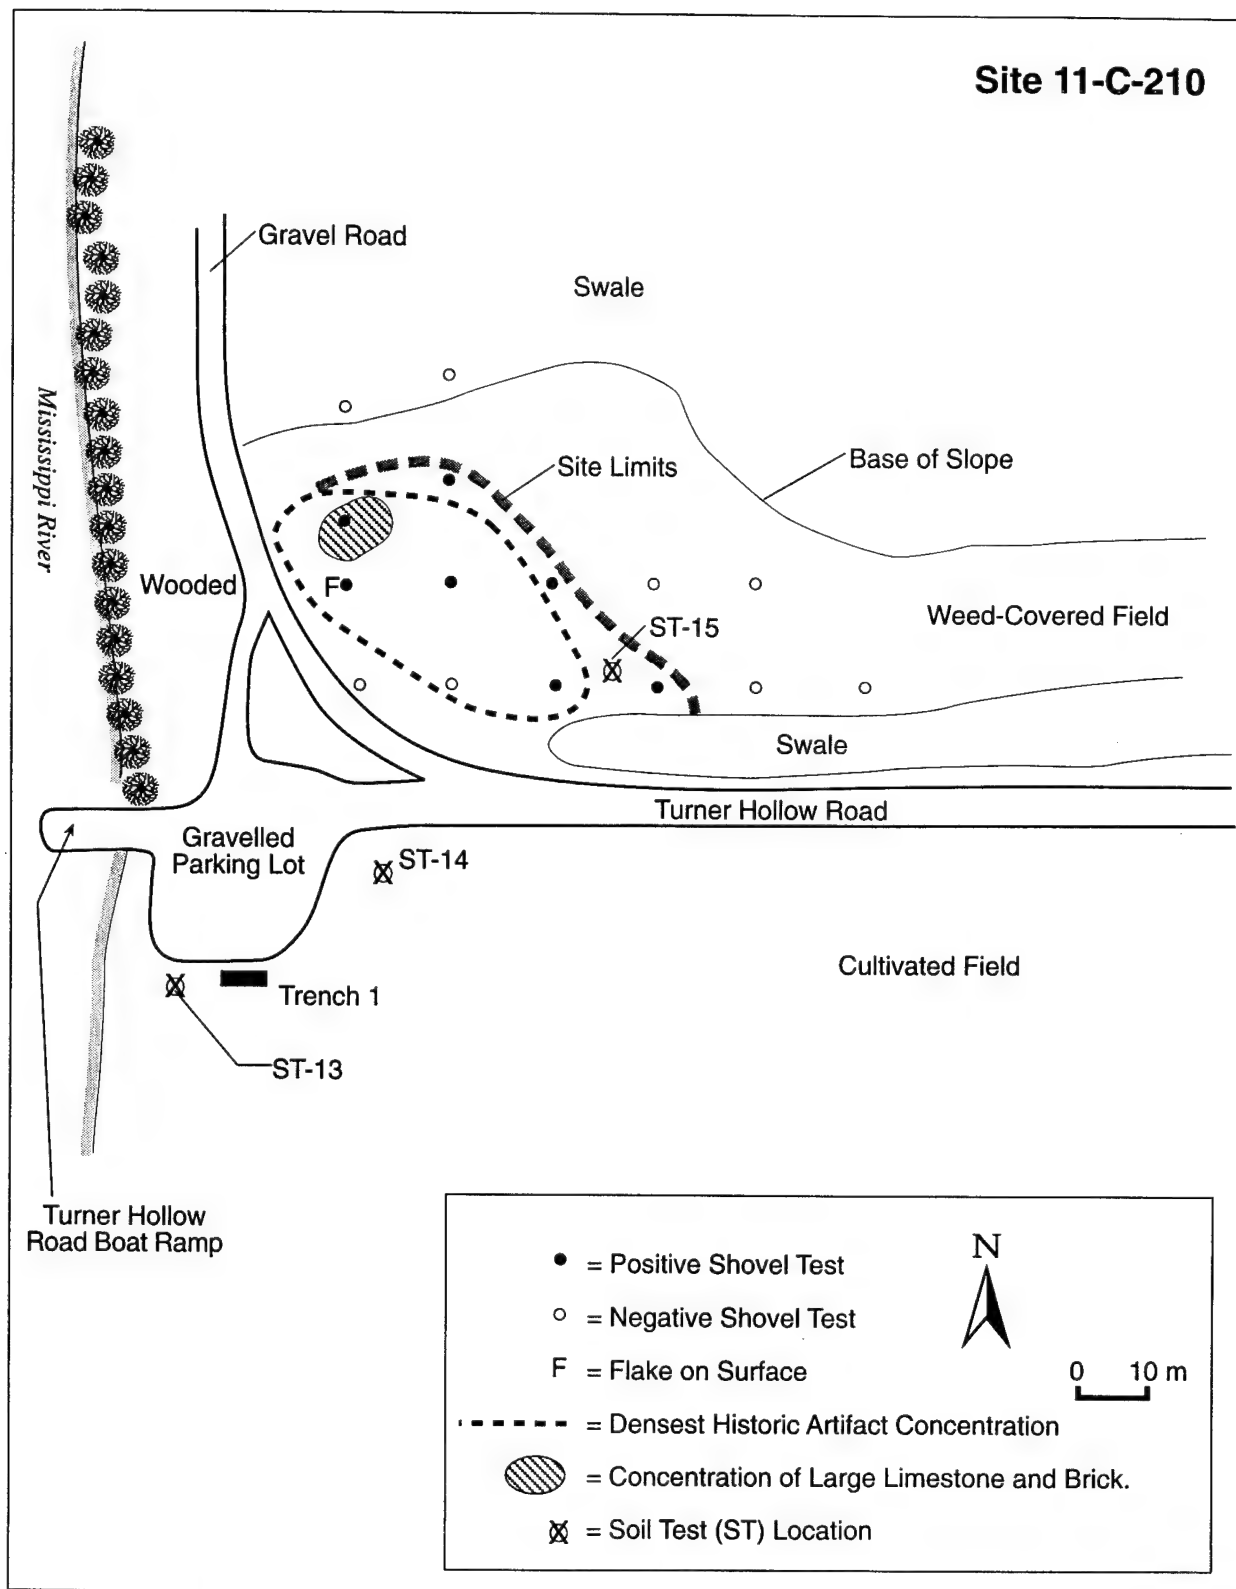 Site 11-C-210
Gravel Road
Swale
Mississippi River
Site Limits
Base of Slope
Wooded
F
ST-15
Weed-Covered Field
Swale
Turner Hollow Road
Gravelled
Parking Lot
ST-14
Cultivated Field
Trench 1
ST-13
Turner Hollow
Road Boat Ramp
= Positive Shovel Test
= Negative Shovel Test
F = Flake on Surface
= Densest Historic Artifact Concentration
= Concentration of Large Limestone and Brick.
= Soil Test (ST) Location
N
0 10 m